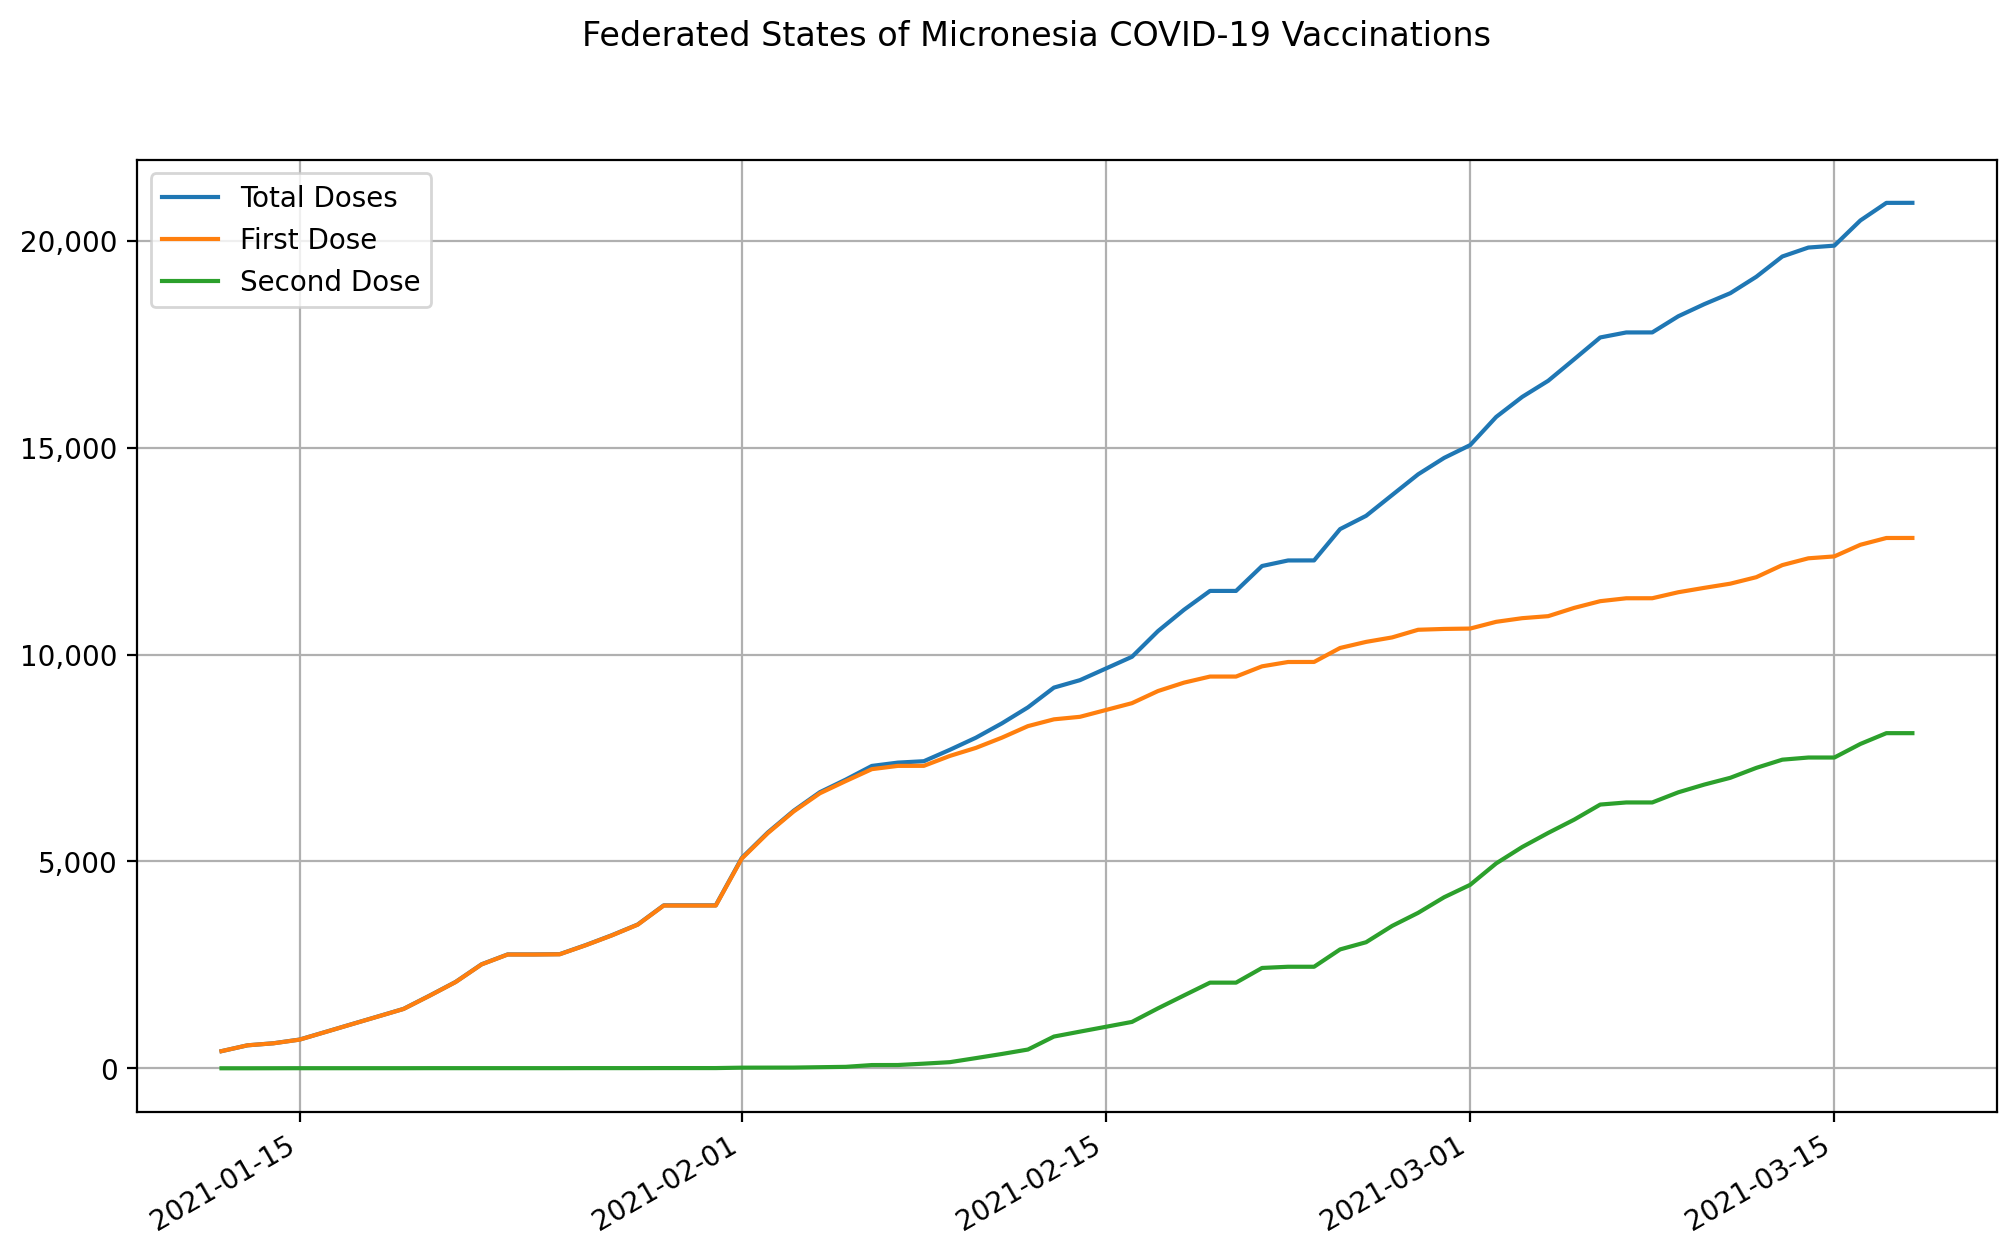 Federated States of Micronesia COVID-19 Vaccinations
Total Doses
First Dose
Second Dose
20,000
15,000
10,000
5,000
0
2021-01-15
2021-02-01
2021-02-15
2021-03-01
2021-03-15